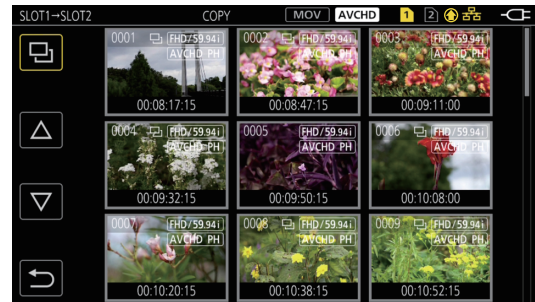 SLOT1→SLOT2 COPY MOV AVCHD 1 2
0001 FHD/59.94i
AVCHD PH
00:08:17:15
0002 FHD/59.94i
AVCHD PH
00:08:47:15
0003 FHD/59.94i
AVCHD PH
00:09:11:00
0004 FHD/59.94i
AVCHD PH
00:09:32:15
0005 FHD/59.94i
AVCHD PH
00:09:50:15
0006 FHD/59.94i
AVCHD PH
00:10:08:00
0007 FHD/59.94i
AVCHD PH
00:10:20:15
0008 FHD/59.94i
AVCHD PH
00:10:38:15
0009 FHD/59.94i
AVCHD PH
00:10:52:15